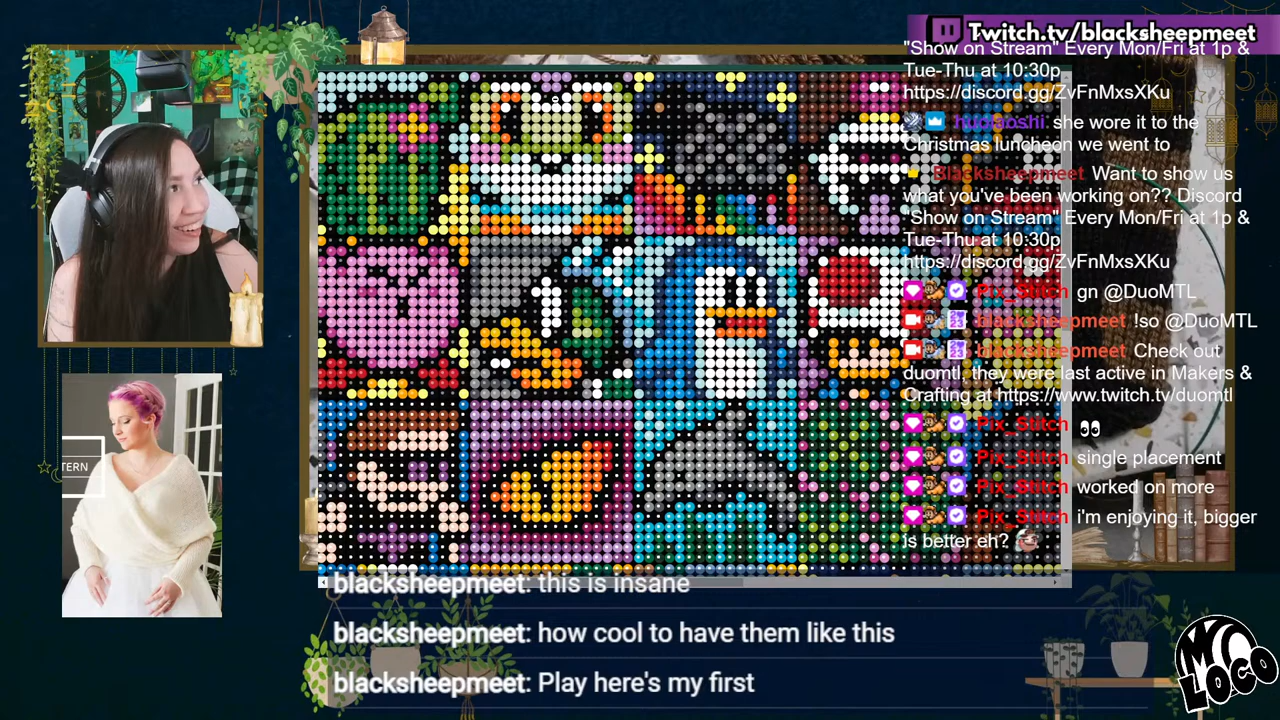 Twitch.tv/blacksheepmeet
"Show on Stream" Every Mon/Fri at 1p &
Tue-Thu at 10:30p
https://discord.gg/ZvFnMxsXKu
she wore it to the
Christmas luncheon we went to
Blacksheepmeet Want to show us
what you've been working on?? Discord
"Show on Stream" Every Mon/Fri at 1p &
Tue-Thu at 10:30p
https://discord.gg/ZvFnMxsXKu
Pix_Stitch gn @DuoMTL
blacksheepmeet !so @DuoMTL
blacksheepmeet Check out
duomtl, they were last active in Makers &
Crafting at https://www.twitch.tv/duomtl
Pix_Stitch
Pix_Stitch single placement
Pix_Stitch worked on more
Pix_Stitch i'm enjoying it, bigger
is better eh?
TERN
blacksheepmeet: this is insane
blacksheepmeet: how cool to have them like this
blacksheepmeet: Play here's my first
MC
LOCO